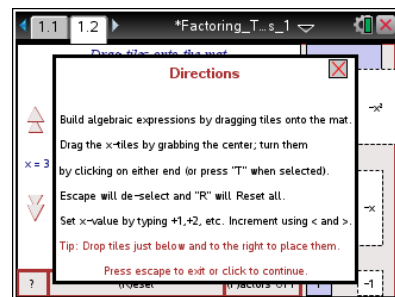 1.1 1.2 *Factoring_T...s_1
Drag tiles onto the mat
Directions
Build algebraic expressions by dragging tiles onto the mat.
Drag the x-tiles by grabbing the center; turn them
by clicking on either end (or press "T" when selected).
Escape will de-select and "R" will Reset all.
Set x-value by typing +1,+2, etc. Increment using < and >.
Tip: Drop tiles just below and to the right to place them.
Press escape to exit or click to continue.
x = 3
-x²
-x
? (R)eset (F)actors Off 1 -1